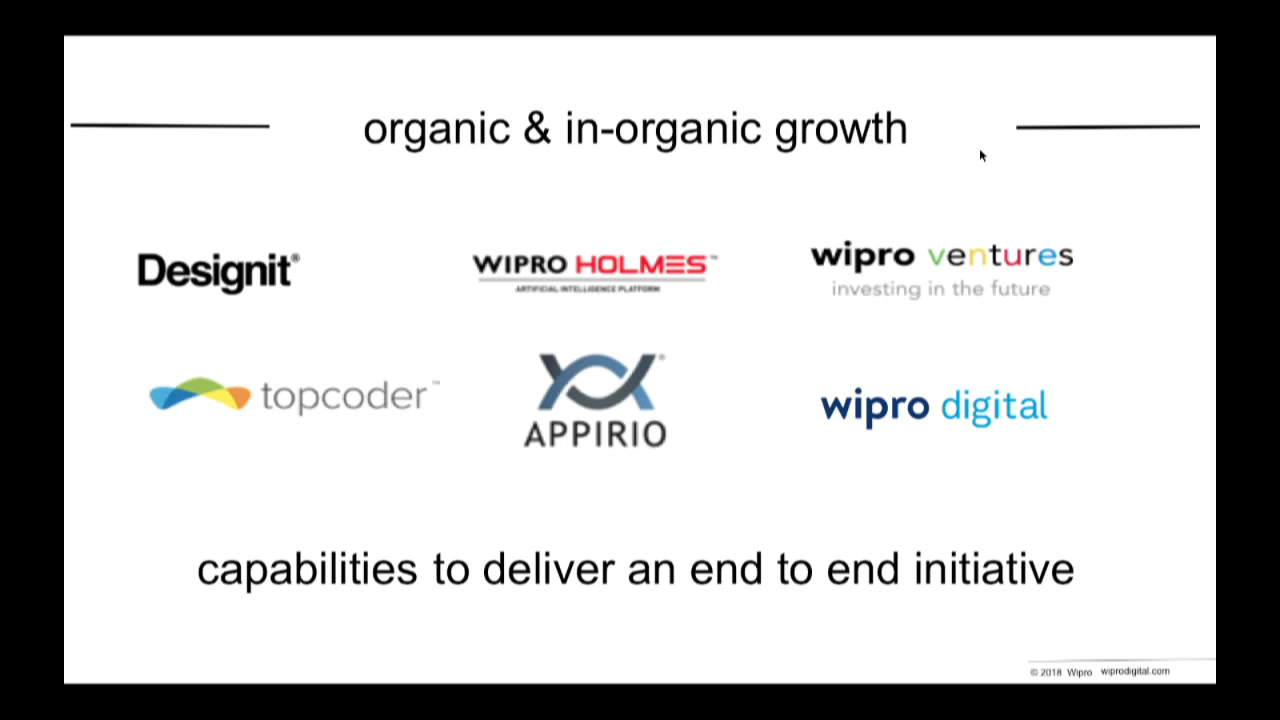 organic & in-organic growth
Designit®
WIPRO HOLMES™
ARTIFICIAL INTELLIGENCE PLATFORM
wipro ventures
investing in the future
topcoder™
APPIRIO
wipro digital
capabilities to deliver an end to end initiative
© 2018 Wipro wiprodigital.com